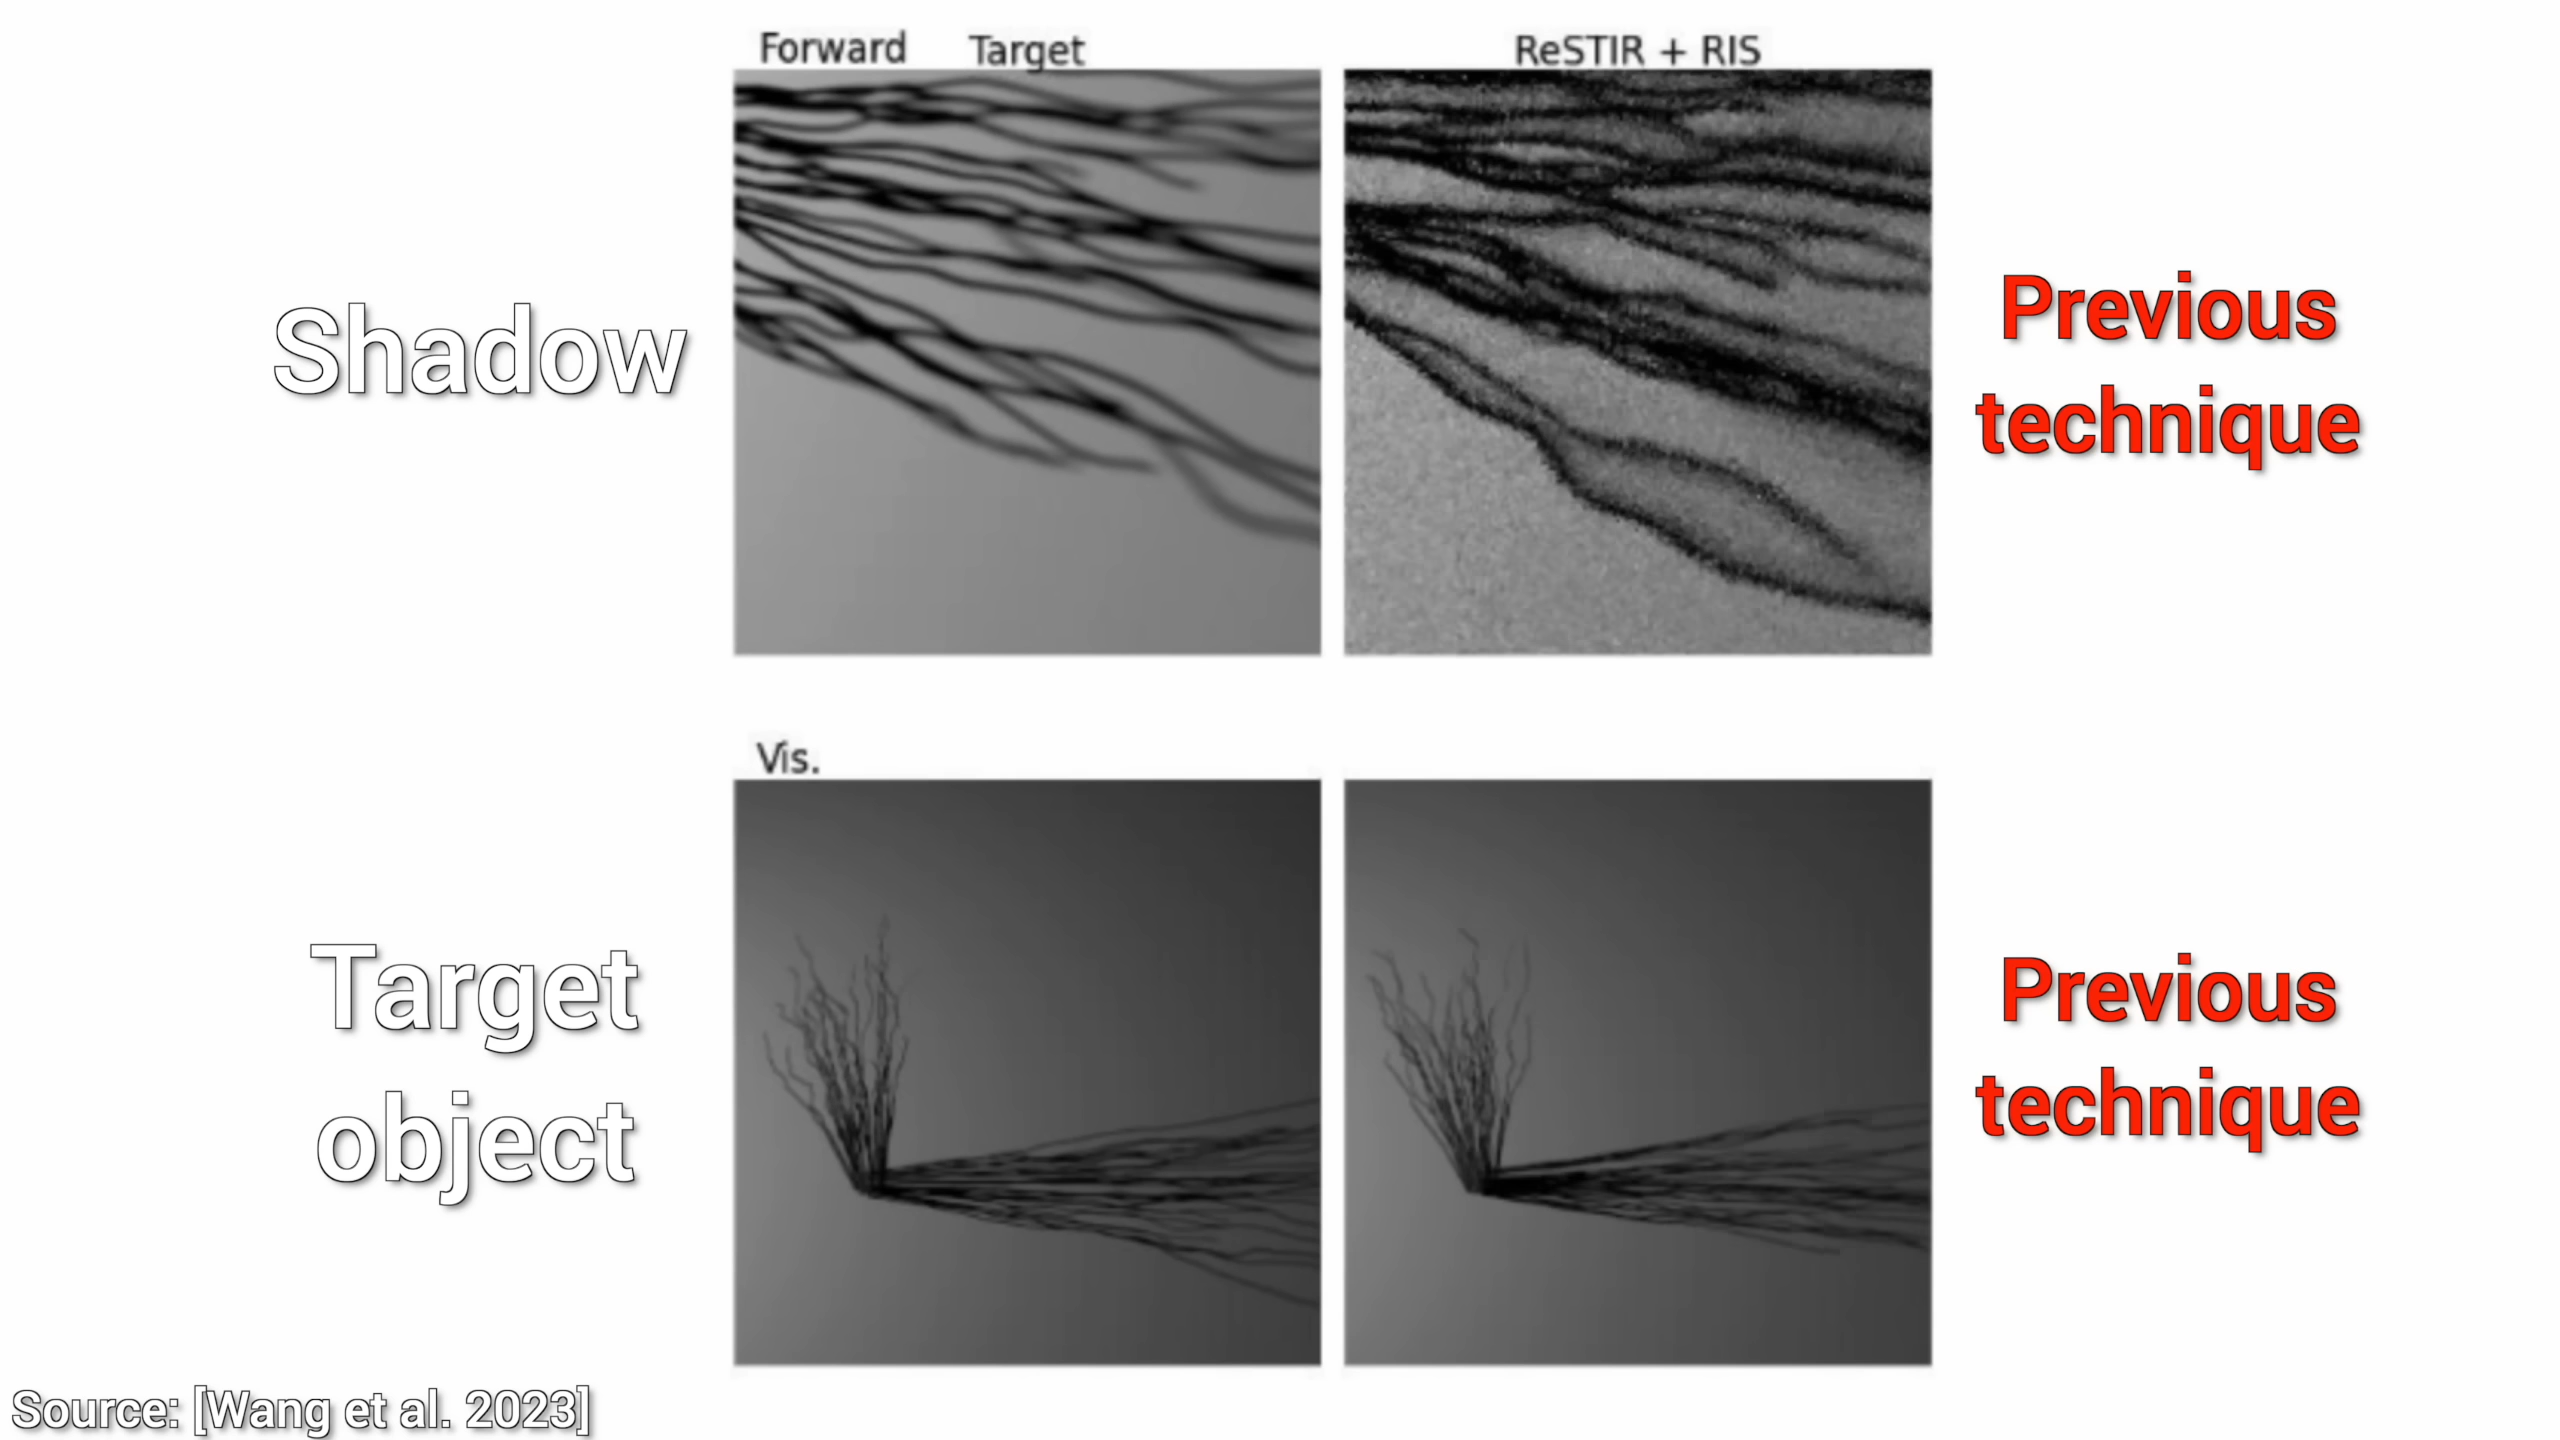 Forward Target
ReSTIR + RIS
Shadow
Previous
technique
Vis.
Target
object
Previous
technique
Source: [Wang et al. 2023]